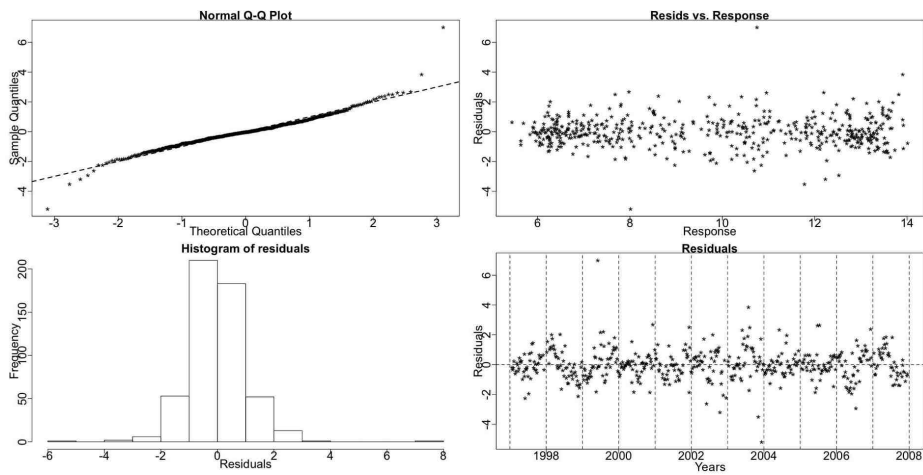 Normal Q-Q Plot
Sample Quantiles
6
4
2
0
-2
-4
-3 -2 -1 0 1 2 3
Theoretical Quantiles
Resids vs. Response
Residuals
6
4
2
0
-2
-4
6 8 10 12 14
Response
Histogram of residuals
Frequency
200
150
100
50
0
-6 -4 -2 0 2 4 6 8
Residuals
Residuals
Residuals
6
4
2
0
-2
-4
1998 2000 2002 2004 2006 2008
Years